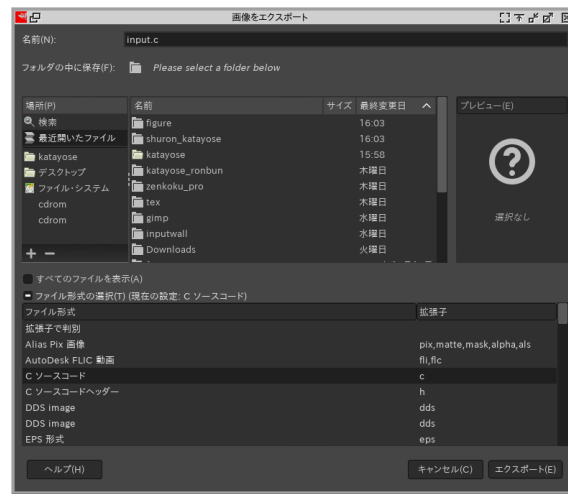 画像をエクスポート
名前(N): input.c
フォルダの中に保存(F): Please select a folder below
場所(P) 名前 サイズ 最終変更日 プレビュー(E)
検索 figure 16:03
最近開いたファイル shuron_katayose 16:03
katayose katayose 15:58
デスクトップ katayose_ronbun 木曜日
ファイル・システム zenkoku_pro 木曜日
cdrom tex 木曜日
cdrom gimp 水曜日
inputwall 水曜日
Downloads 火曜日
選択なし
すべてのファイルを表示(A)
ファイル形式の選択(T) (現在の設定: C ソースコード)
ファイル形式 拡張子
拡張子で判別
Alias Pix 画像 pix,matte,mask,alpha,als
AutoDesk FLIC 動画 fli,flc
C ソースコード c
C ソースコードヘッダー h
DDS image dds
DDS image dds
EPS 形式 eps
ヘルプ(H) キャンセル(C) エクスポート(E)